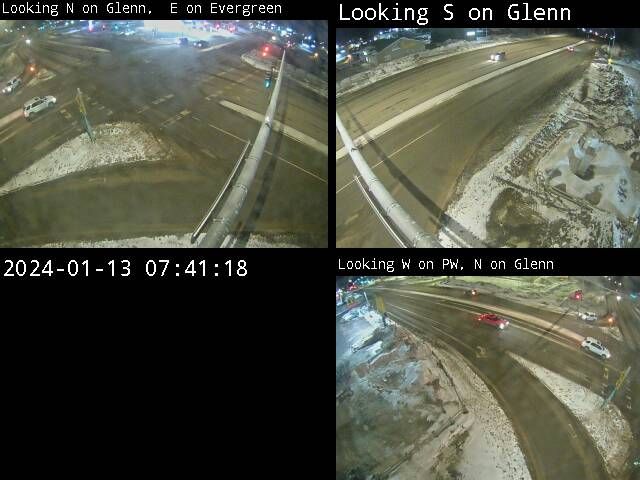 Looking N on Glenn, E on Evergreen
Looking S on Glenn
2024-01-13 07:41:18
Looking W on PW, N on Glenn